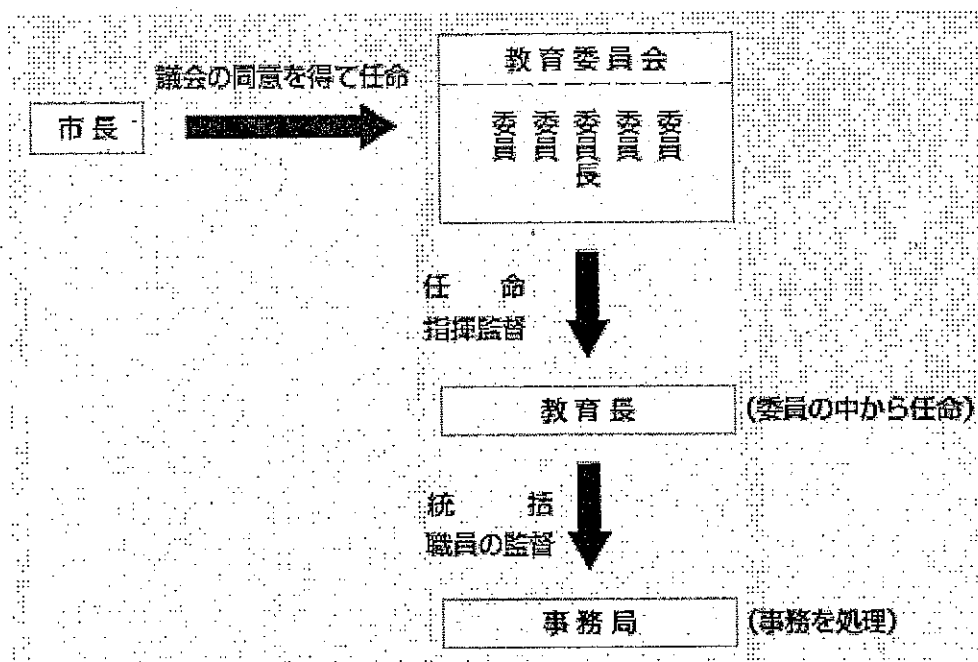 教育委員会
議会の同意を得て任命
市長
委員 委員 委員長 委員 委員
任命
指揮監督
教育長 (委員の中から任命)
統括
職員の監督
事務局 (事務を処理)